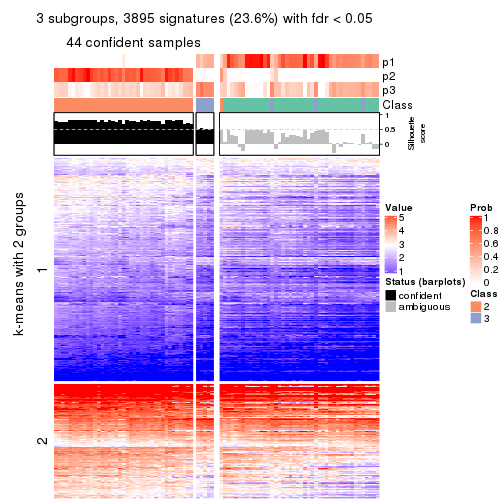 3 subgroups, 3895 signatures (23.6%) with fdr < 0.05
44 confident samples
p1
p2
p3
Class
1
0.5
0
Silhouette
score
k-means with 2 groups
1
2
Value
5
4
3
2
1
Status (barplots)
confident
ambiguous
Prob
1
0.8
0.6
0.4
0.2
0
Class
2
3